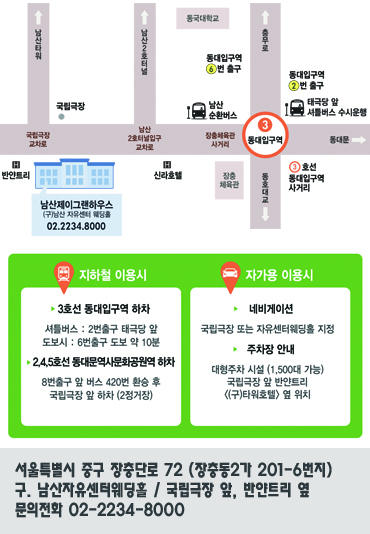 남산타워
남산2호터널
동국대학교
충무로
동대입구역
6번 출구
동대입구역
2번 출구
국립극장
남산
순환버스
태극당 앞
셔틀버스 수시운행
3
동대입구역
국립극장
교차로
남산
2호터널입구
교차로
장충체육관
사거리
동대문
H
반얀트리
H
신라호텔
장충
체육관
동호대교
3호선
동대입구역
사거리
남산제이그랜하우스
(구)남산 자유센터 웨딩홀
02.2234.8000
지하철 이용시
3호선 동대입구역 하차
셔틀버스 : 2번출구 태극당 앞
도보시 : 6번출구 도보 약 10분
2,4,5호선 동대문역사문화공원역 하차
8번출구 앞 버스 420번 환승 후
국립극장 앞 하차 (2정거장)
자가용 이용시
네비게이션
국립극장 또는 자유센터웨딩홀 지정
주차장 안내
대형주차 시설 (1,500대 가능)
국립극장 앞 반얀트리
〈(구)타워호텔〉 옆 위치
서울특별시 중구 장충단로 72 (장충동2가 201-6번지)
구. 남산자유센터웨딩홀 / 국립극장 앞, 반얀트리 옆
문의전화 02-2234-8000